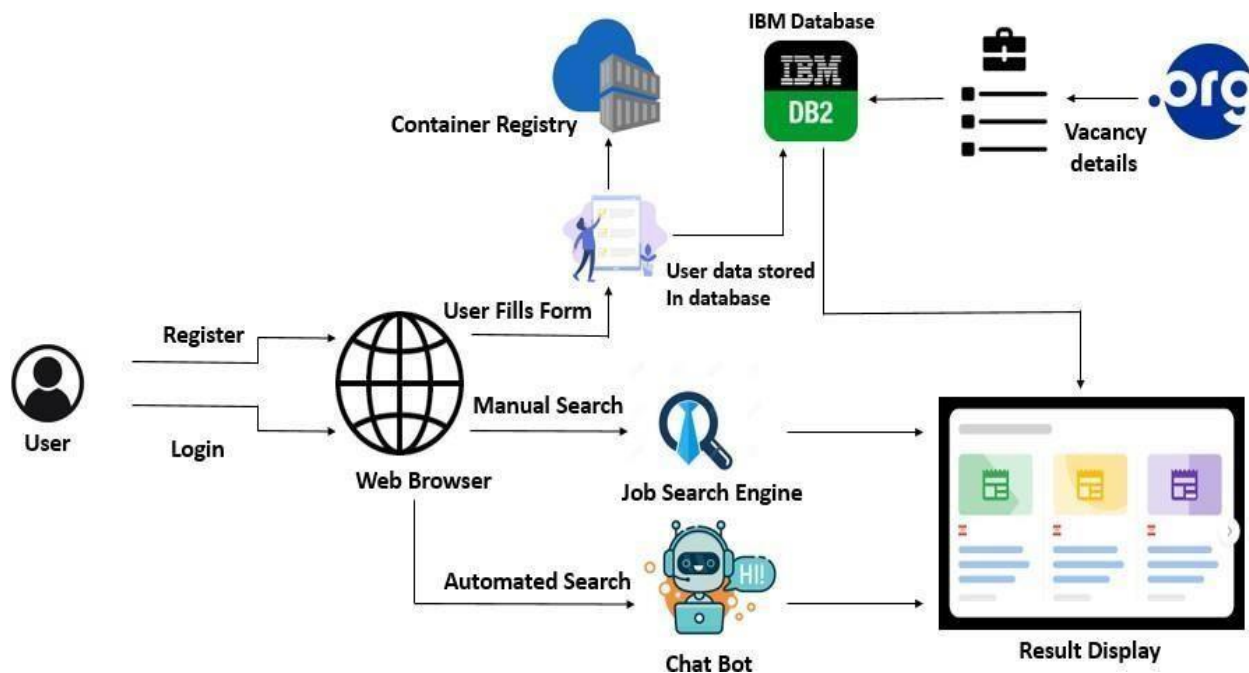 IBM Database
IBM
DB2
.org
Container Registry
Vacancy
details
User data stored
In database
User Fills Form
Register
Manual Search
User
Login
Web Browser
Job Search Engine
Automated Search
HI!
Chat Bot
Result Display